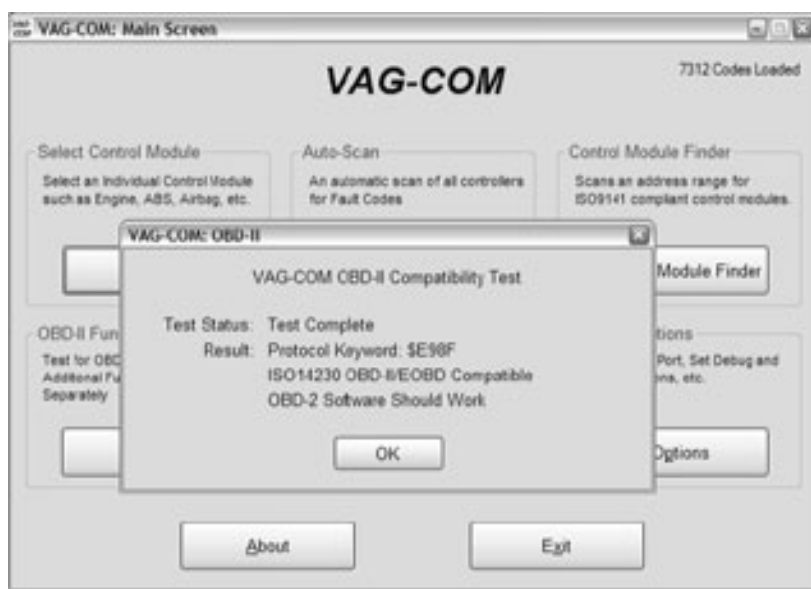 VAG-COM: Main Screen
VAG-COM
7312 Codes Loaded
Select Control Module
Select an Individual Control Module
such as Engine, ABS, Airbag, etc.
Auto-Scan
An automatic scan of all controllers
for Fault Codes
Control Module Finder
Scans an address range for
ISO9141 compliant control modules.
Module Finder
VAG-COM: OBD-II
VAG-COM OBD-II Compatibility Test
Test Status: Test Complete
Result: Protocol Keyword: $E98F
ISO14230 OBD-II/EOBD Compatible
OBD-2 Software Should Work
OK
OBD-II Fun
Test for OBD
Additional Fu
Separately
tions
Port, Set Debug and
ns, etc.
Options
About
Exit